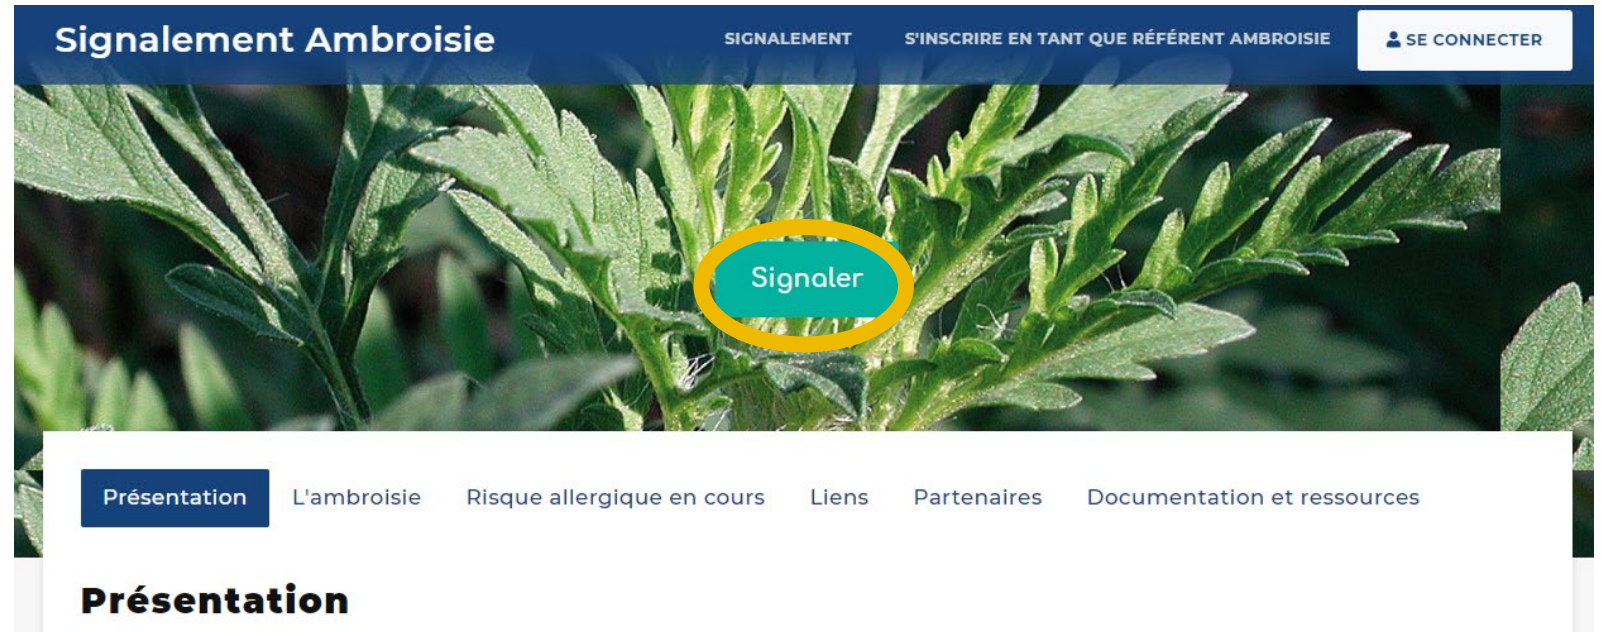 Signalement Ambroisie
SIGNALEMENT
S'INSCRIRE EN TANT QUE RÉFÉRENT AMBROISIE
SE CONNECTER
Signaler
Présentation
L'ambroisie
Risque allergique en cours
Liens
Partenaires
Documentation et ressources
Présentation